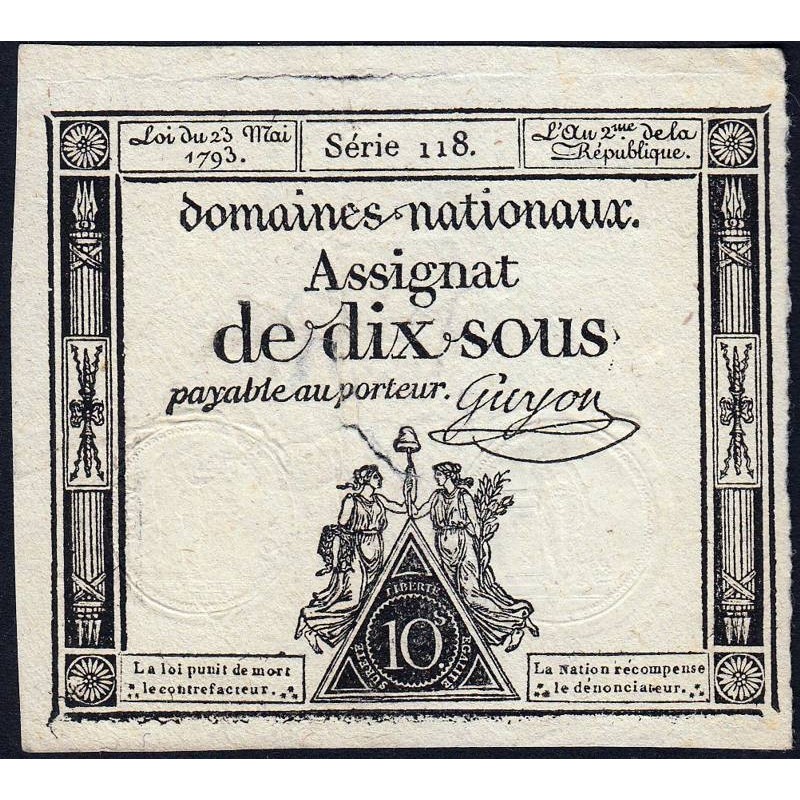 Loi du 23 Mai
1793.
Série 118.
L'An 2me de la
République.
Domaines nationaux.
Assignat
de dix sous
payable au porteur.
Guyon
LIBERTÉ
ÉGALITÉ
SURETÉ
10s.
La loi punit de mort
le contrefacteur.
La Nation récompense
le dénonciateur.